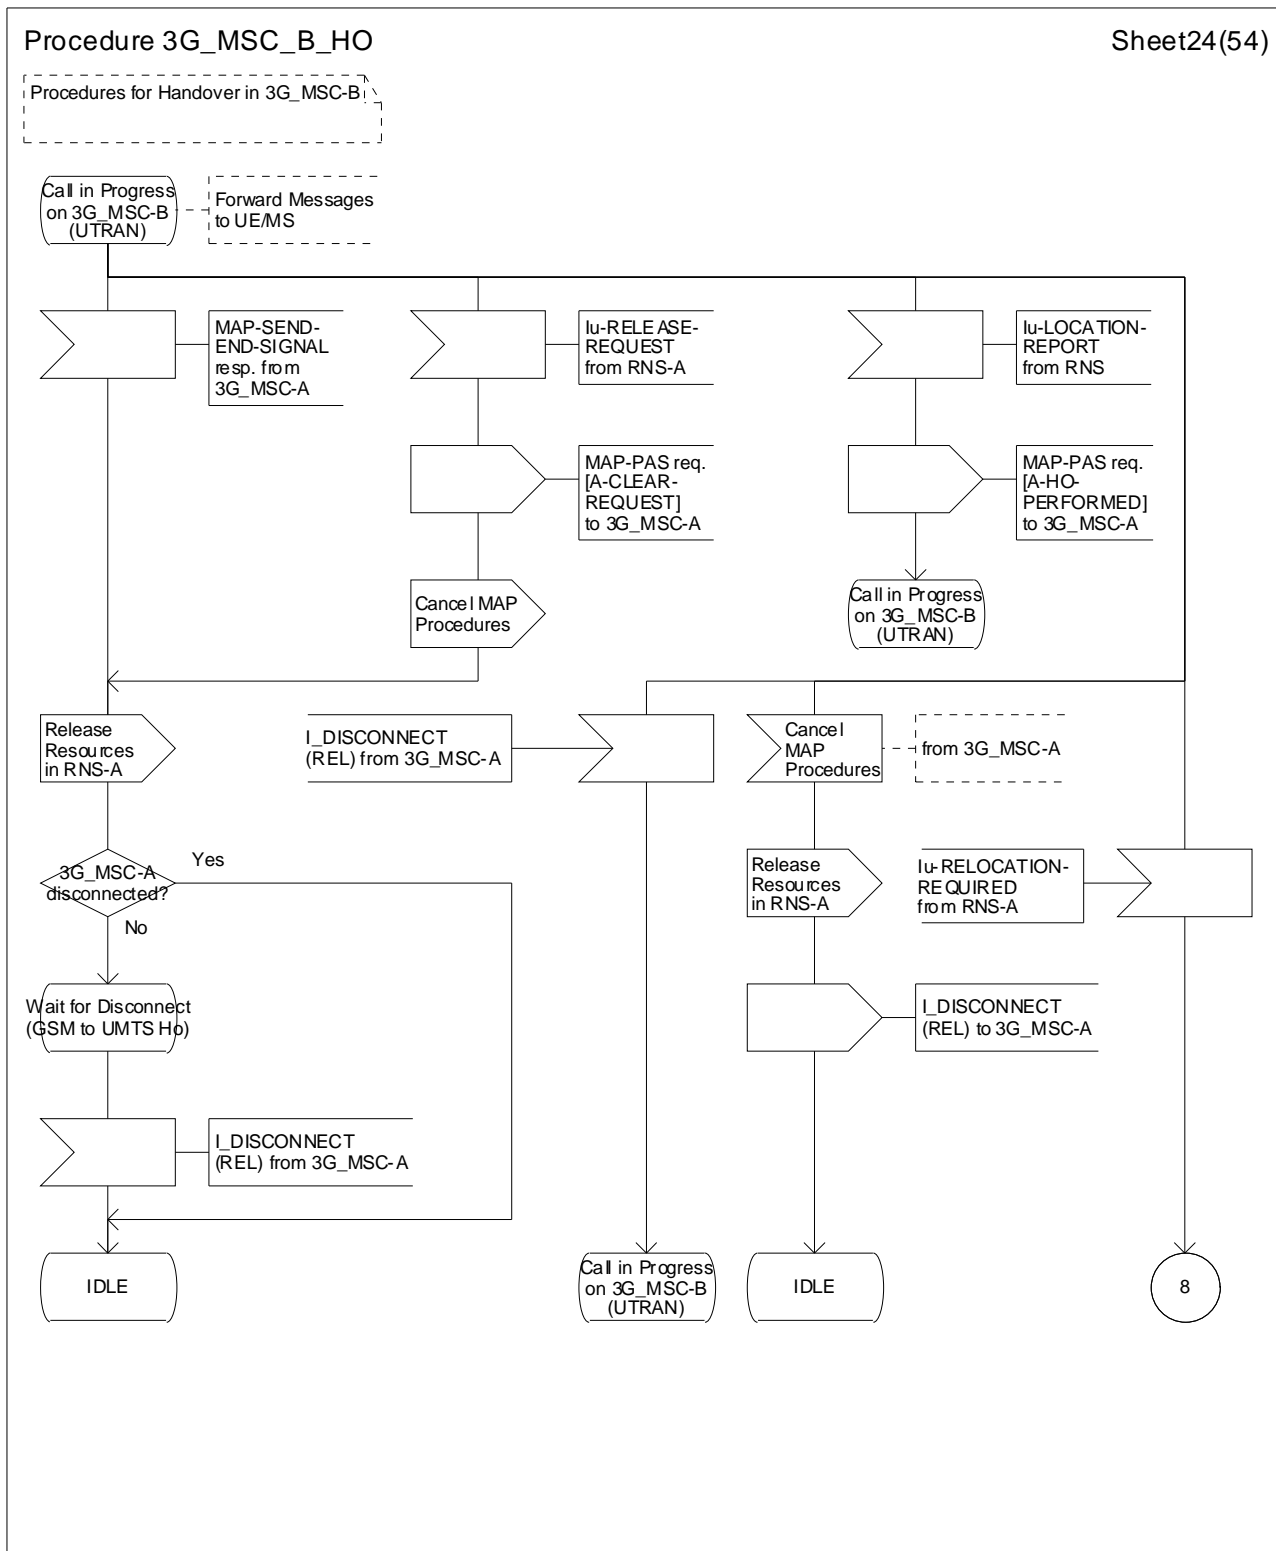 Procedure 3G_MSC_B_HO
Sheet24(54)
Procedures for Handover in 3G_MSC-B
Call in Progress
on 3G_MSC-B
(UTRAN)
Forward Messages
to UE/MS
MAP-SEND-
END-SIGNAL
resp. from
3G_MSC-A
Iu-RELEASE-
REQUEST
from RNS-A
Iu-LOCATION-
REPORT
from RNS
MAP-PAS req.
[A-CLEAR-
REQUEST]
to 3G_MSC-A
MAP-PAS req.
[A-HO-
PERFORMED]
to 3G_MSC-A
Cancel MAP
Procedures
Call in Progress
on 3G_MSC-B
(UTRAN)
Release
Resources
in RNS-A
I_DISCONNECT
(REL) from 3G_MSC-A
Cancel
MAP
Procedures
from 3G_MSC-A
3G_MSC-A
disconnected?
Yes
No
Release
Resources
in RNS-A
Iu-RELOCATION-
REQUIRED
from RNS-A
Wait for Disconnect
(GSM to UMTS Ho)
I_DISCONNECT
(REL) to 3G_MSC-A
I_DISCONNECT
(REL) from 3G_MSC-A
IDLE
Call in Progress
on 3G_MSC-B
(UTRAN)
IDLE
8